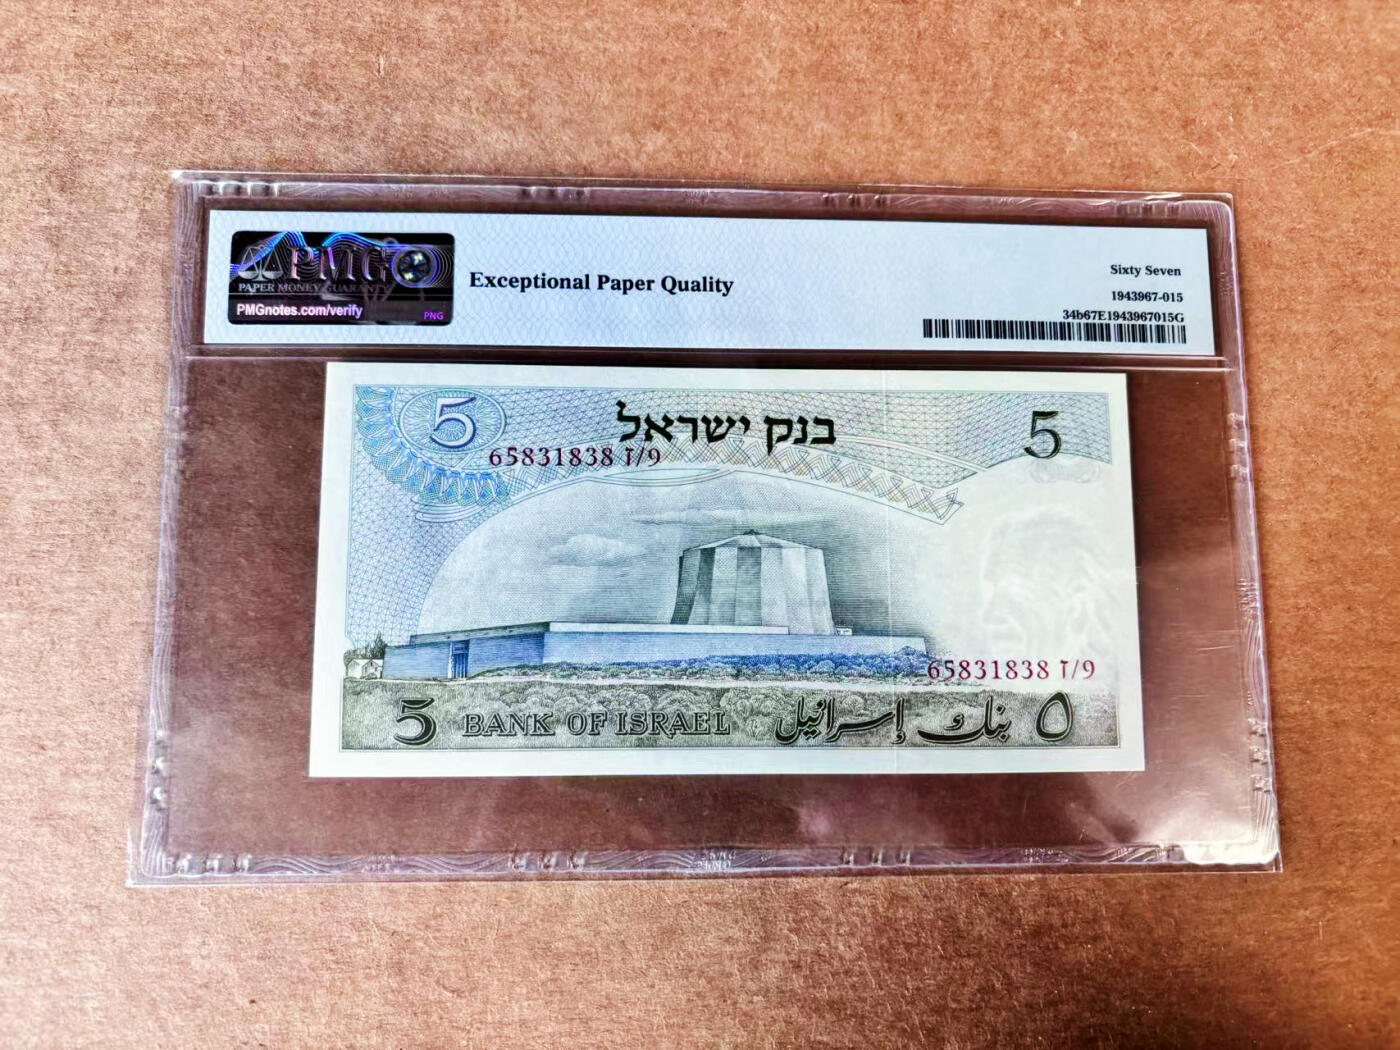 PMG
PAPER MONEY GUARANTY
PMGnotes.com/verify
PNG
Exceptional Paper Quality
Sixty Seven
1943967-015
34b67E1943967015G
5
בנק ישראל
5
65831838 ז/9
65831838 ז/9
5 BANK OF ISRAEL بنك إسرائيل ٥